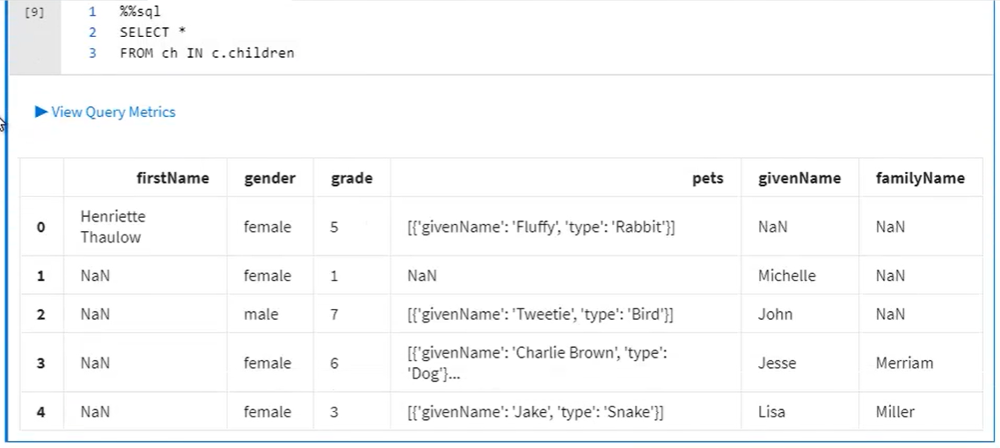 [9] 1 %%sql
2 SELECT *
3 FROM ch IN c.children
▶ View Query Metrics
firstName gender grade pets givenName familyName
0 Henriette Thaulow female 5 [{'givenName': 'Fluffy', 'type': 'Rabbit'}] NaN NaN
1 NaN female 1 NaN Michelle NaN
2 NaN male 7 [{'givenName': 'Tweetie', 'type': 'Bird'}] John NaN
3 NaN female 6 [{'givenName': 'Charlie Brown', 'type': 'Dog'}... Jesse Merriam
4 NaN female 3 [{'givenName': 'Jake', 'type': 'Snake'}] Lisa Miller